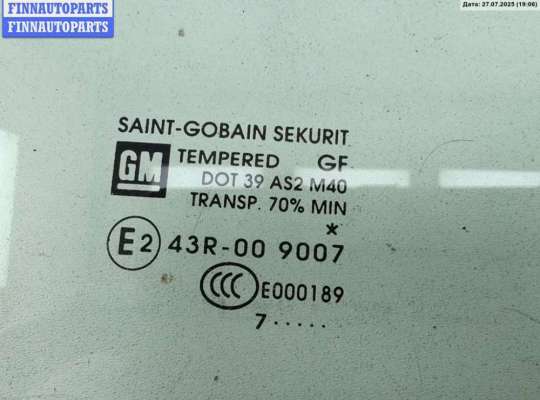 FINNAUTOPARTS
FINNAUTOPARTS
Дата: 27.07.2025 (19:06)
SAINT-GOBAIN SEKURIT
GM TEMPERED GF
DOT 39 AS2 M40
TRANSP. 70% MIN
*
E2 43R-00 9007
CCC E000189
7·····